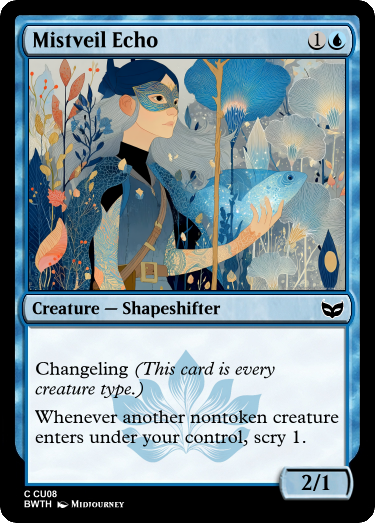 Mistveil Echo 1
Creature — Shapeshifter
Changeling (This card is every
creature type.)
Whenever another nontoken creature
enters under your control, scry 1.
2/1
C CU08
BWTH Midjourney